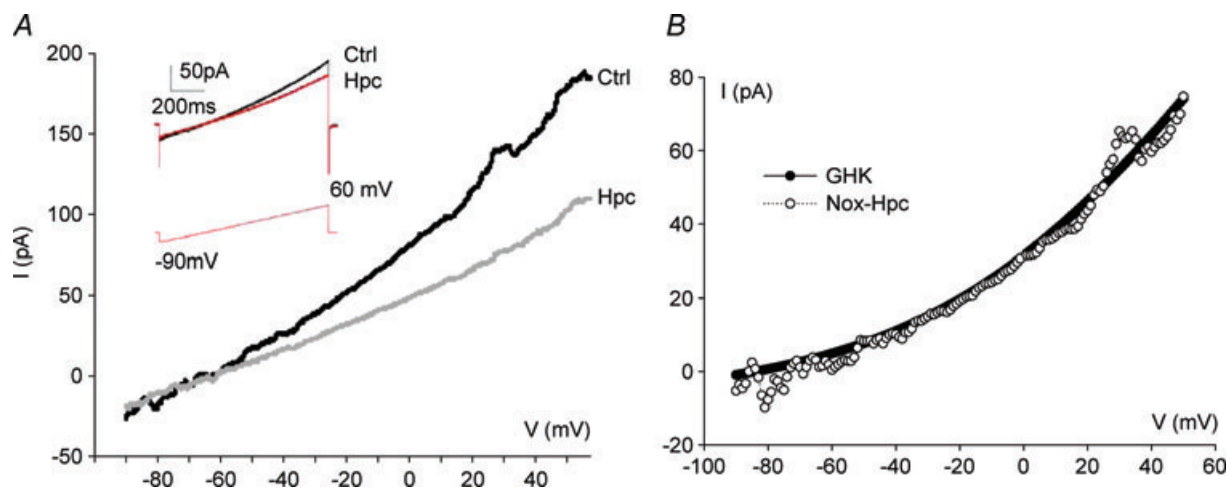 A
200
150
100
50
0
-50
I (pA)
50pA
200ms
Ctrl
Hpc
60 mV
-90mV
Ctrl
Hpc
V (mV)
-80 -60 -40 -20 0 20 40
B
80
60
40
20
0
-20
I (pA)
GHK
Nox-Hpc
V (mV)
-100 -80 -60 -40 -20 0 20 40 60